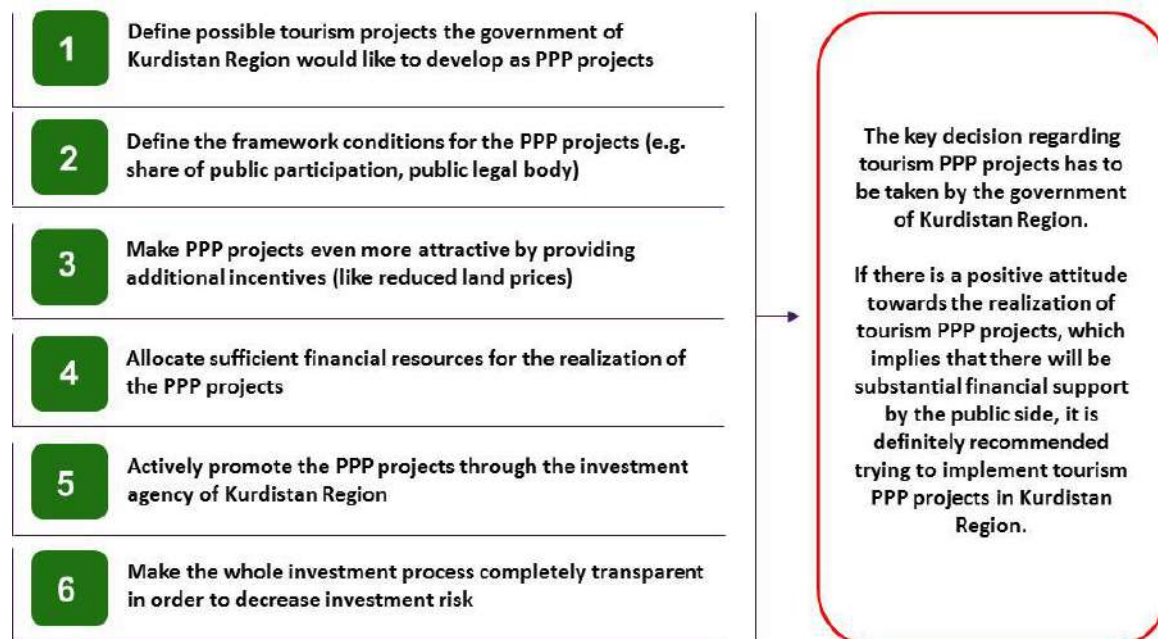 1
Define possible tourism projects the government of
Kurdistan Region would like to develop as PPP projects
2
Define the framework conditions for the PPP projects (e.g.
share of public participation, public legal body)
3
Make PPP projects even more attractive by providing
additional incentives (like reduced land prices)
4
Allocate sufficient financial resources for the realization of
the PPP projects
5
Actively promote the PPP projects through the investment
agency of Kurdistan Region
6
Make the whole investment process completely transparent
in order to decrease investment risk
The key decision regarding
tourism PPP projects has to
be taken by the government
of Kurdistan Region.
If there is a positive attitude
towards the realization of
tourism PPP projects, which
implies that there will be
substantial financial support
by the public side, it is
definitely recommended
trying to implement tourism
PPP projects in Kurdistan
Region.